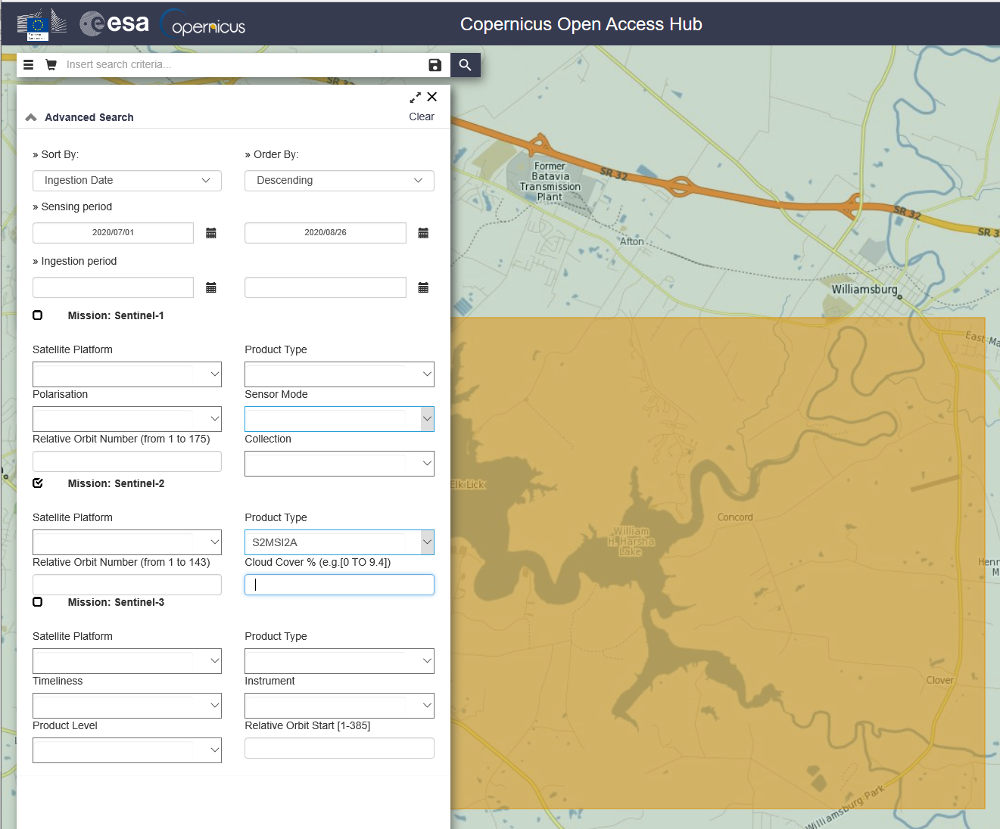 esa
opernicus
Copernicus Open Access Hub
Insert search criteria...
Advanced Search
Clear
» Sort By:
» Order By:
Ingestion Date
Descending
» Sensing period
2020/07/01
2020/08/26
» Ingestion period
Mission: Sentinel-1
Satellite Platform
Product Type
Polarisation
Sensor Mode
Relative Orbit Number (from 1 to 175)
Collection
Mission: Sentinel-2
Satellite Platform
Product Type
S2MSI2A
Relative Orbit Number (from 1 to 143)
Cloud Cover % (e.g.[0 TO 9.4])
Mission: Sentinel-3
Satellite Platform
Product Type
Timeliness
Instrument
Product Level
Relative Orbit Start [1-385]
SR 32
Former
Batavia
Transmission
Plant
SR 32
SR 32
SR 3
Afton
Williamsburg
East Ma
Elk Lick
Concord
William
H. Harsha
Lake
Henn
M
Clover
Williamsburg Park